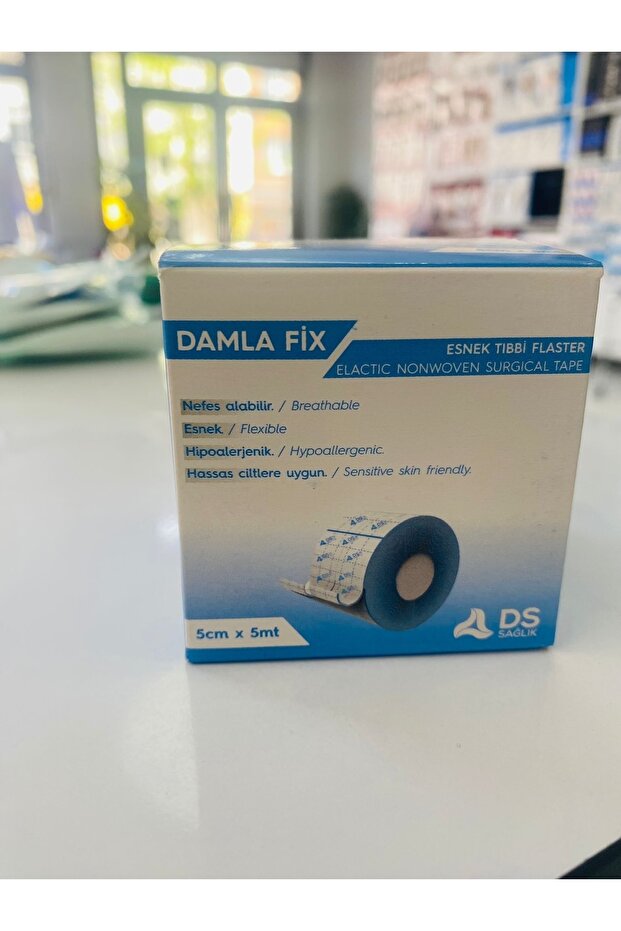 DAMLA FİX
ESNEK TIBBİ FLASTER
ELACTIC NONWOVEN SURGICAL TAPE
Nefes alabilir. / Breathable
Esnek. / Flexible
Hipoalerjenik. / Hypoallergenic.
Hassas ciltlere uygun. / Sensitive skin friendly.
5cm x 5mt
DS
SAĞLIK